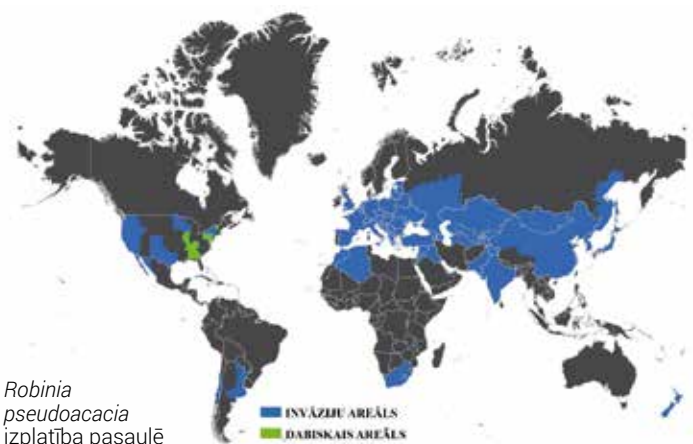 Robinia
pseudoacacia
izplatība pasaulē
INVĀZIJU AREĀLS
DABISKAIS AREĀLS